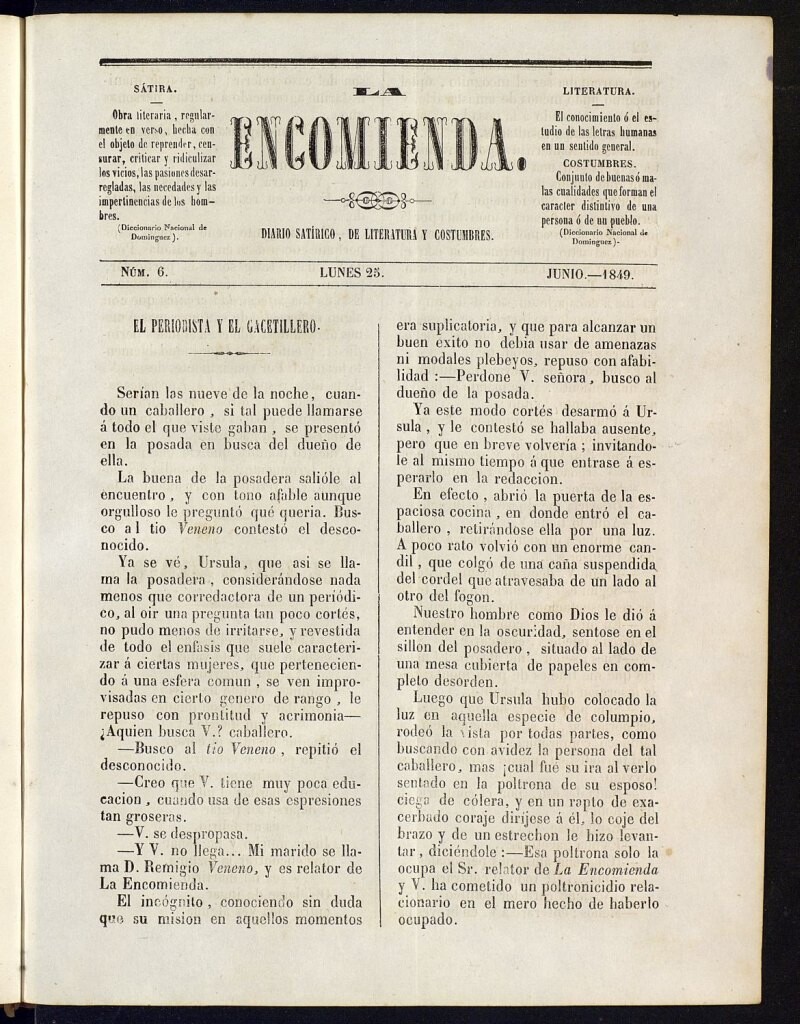 SÁTIRA.
Obra literaria, regular-
mente en verso, hecha con
el objeto de reprender, cen-
surar, criticar y ridiculizar
los vicios, las pasiones desar-
regladas, las necedades y las
impertinencias de los hom-
bres.
(Diccionario Nacional de
Dominguez).
LA
ENCOMIENDA.
DIARIO SATÍRICO, DE LITERATURA Y COSTUMBRES.
LITERATURA.
El conocimiento ó el es-
tudio de las letras humanas
en un sentido general.
COSTUMBRES.
Conjunto de buenas ó ma-
las cualidades que forman el
caracter distintivo de una
persona ó de un pueblo.
(Diccionario Nacional de
Dominguez)-
NÚM. 6.
LUNES 25.
JUNIO.—1849.
EL PERIODISTA Y EL GACETILLERO.
Serían las nueve de la noche, cuan-
do un caballero, si tal puede llamarse
á todo el que viste gaban, se presentó
en la posada en busca del dueño de
ella.
La buena de la posadera salióle al
encuentro, y con tono afable aunque
orgulloso le preguntó qué queria. Bus-
co al tio Veneno contestó el desco-
nocido.
Ya se vé, Ursula, que asi se lla-
ma la posadera, considerándose nada
menos que corredactora de un periódi-
co, al oir una pregunta tan poco cortés,
no pudo menos de irritarse, y revestida
de todo el enfasis que suele caracteri-
zar á ciertas mujeres, que pertenecien-
do á una esfera comun, se ven impro-
visadas en cierto genero de rango, le
repuso con prontitud y acrimonia—
¿Aquien busca V.? caballero.
—Busco al tio Veneno, repitió el
desconocido.
—Creo que V. tiene muy poca edu-
cacion, cuando usa de esas espresiones
tan groseras.
—V. se despropasa.
—Y V. no llega... Mi marido se lla-
ma D. Remigio Veneno, y es relator de
La Encomienda.
El incógnito, conociendo sin duda
que su mision en aquellos momentos
era suplicatoria, y que para alcanzar un
buen exito no debia usar de amenazas
ni modales plebeyos, repuso con afabi-
lidad :—Perdone V. señora, busco al
dueño de la posada.
Ya este modo cortés desarmó á Ur-
sula, y le contestó se hallaba ausente,
pero que en breve volvería; invitando-
le al mismo tiempo á que entrase á es-
perarlo en la redaccion.
En efecto, abrió la puerta de la es-
paciosa cocina, en donde entró el ca-
ballero, retirándose ella por una luz.
A poco rato volvió con un enorme can-
dil, que colgó de una caña suspendida
del cordel que atravesaba de un lado al
otro del fogon.
Nuestro hombre como Dios le dió á
entender en la oscuridad, sentose en el
sillon del posadero, situado al lado de
una mesa cubierta de papeles en com-
pleto desorden.
Luego que Ursula hubo colocado la
luz en aquella especie de columpio,
rodeó la vista por todas partes, como
buscando con avidez la persona del tal
caballero, mas ¡cual fué su ira al verlo
sentado en la poltrona de su esposo!
ciega de cólera, y en un rapto de exa-
cerbado coraje dirijese á él, lo coje del
brazo y de un estrechon le hizo levan-
tar, diciéndole :—Esa poltrona solo la
ocupa el Sr. relator de La Encomienda
y V. ha cometido un poltronicidio rela-
cionario en el mero hecho de haberlo
ocupado.